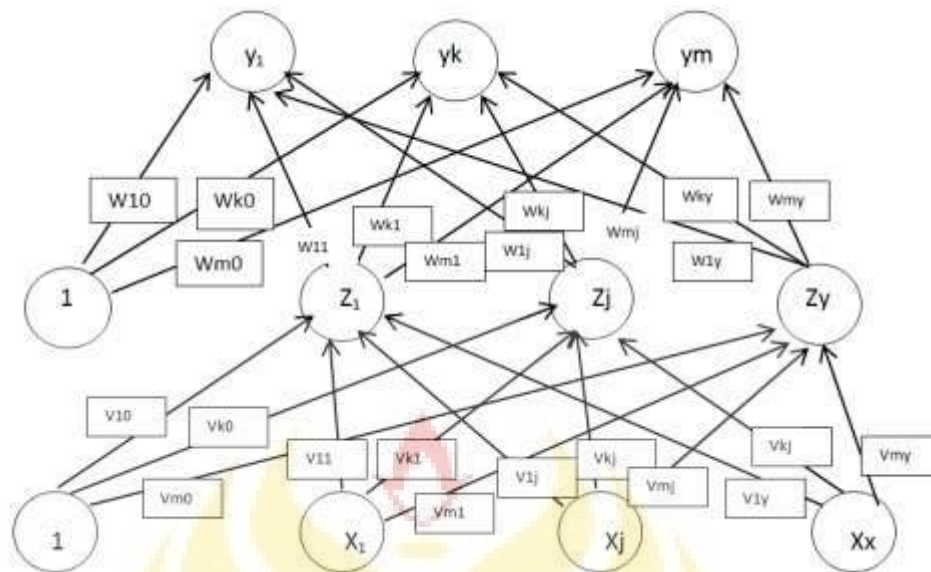 y₁
yk
ym
W10
Wk0
Wm0
W11
Wk1
Wm1
Wkj
W1j
Wmj
Wky
W1y
Wmy
1
Z₁
Zj
Zy
V10
Vk0
Vm0
V11
Vk1
Vm1
V1j
Vkj
Vmj
V1y
Vkj
Vmy
1
X₁
Xj
Xx